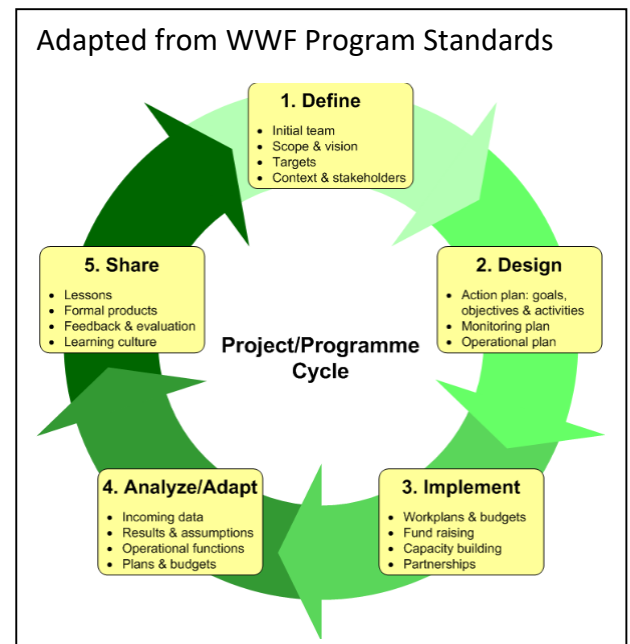 Adapted from WWF Program Standards
1. Define
• Initial team
• Scope & vision
• Targets
• Context & stakeholders
2. Design
• Action plan: goals,
objectives & activities
• Monitoring plan
• Operational plan
3. Implement
• Workplans & budgets
• Fund raising
• Capacity building
• Partnerships
4. Analyze/Adapt
• Incoming data
• Results & assumptions
• Operational functions
• Plans & budgets
5. Share
• Lessons
• Formal products
• Feedback & evaluation
• Learning culture
Project/Programme
Cycle